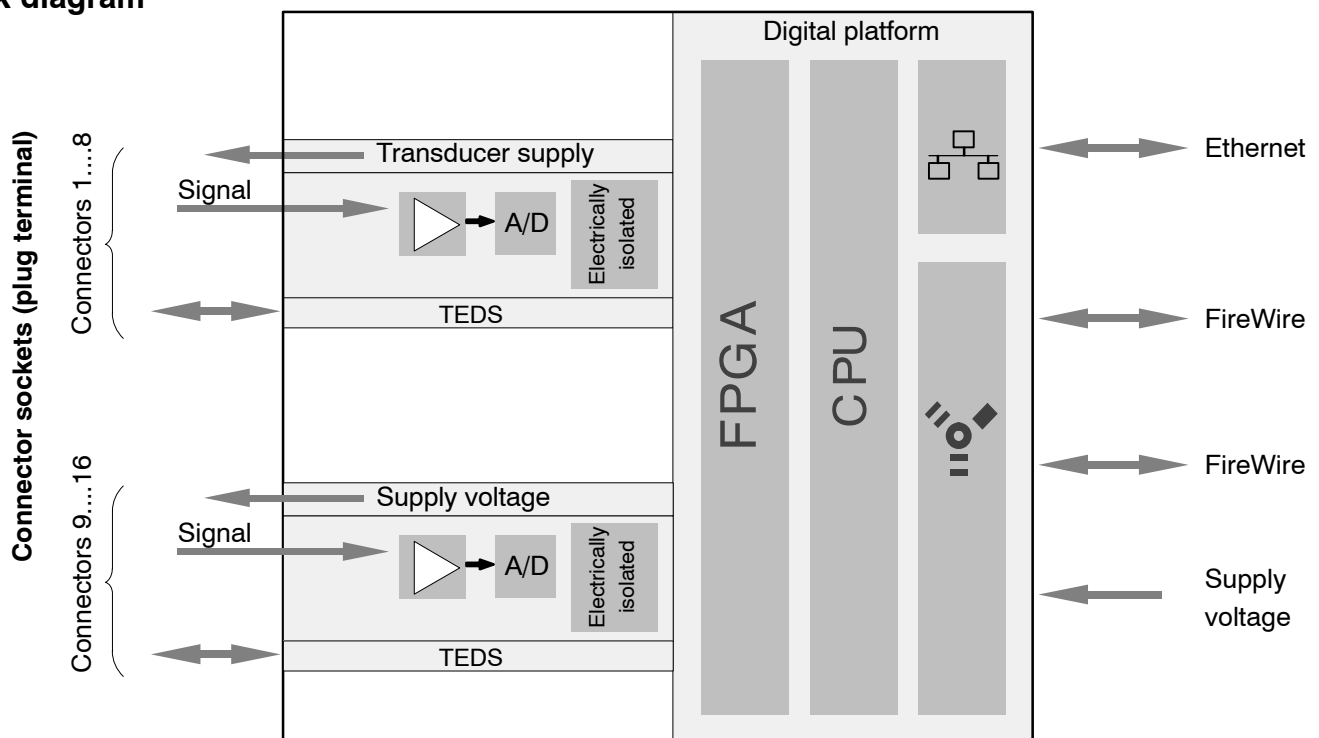 diagram
Digital platform
Connector sockets (plug terminal)
Connectors 1....8
Transducer supply
Signal
A/D
Electrically
isolated
TEDS
Connectors 9....16
Supply voltage
Signal
A/D
Electrically
isolated
TEDS
FPGA
CPU
Ethernet
FireWire
FireWire
Supply
voltage